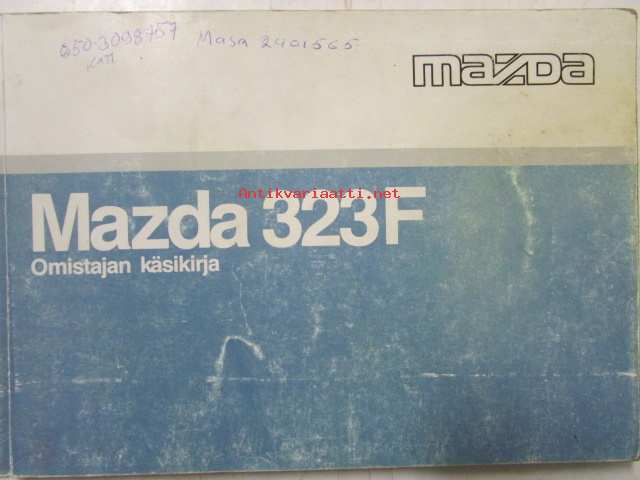 050-3098757 Masa 2401565
KATI
mazda
Antikvariaatti.net
Mazda 323F
Omistajan käsikirja